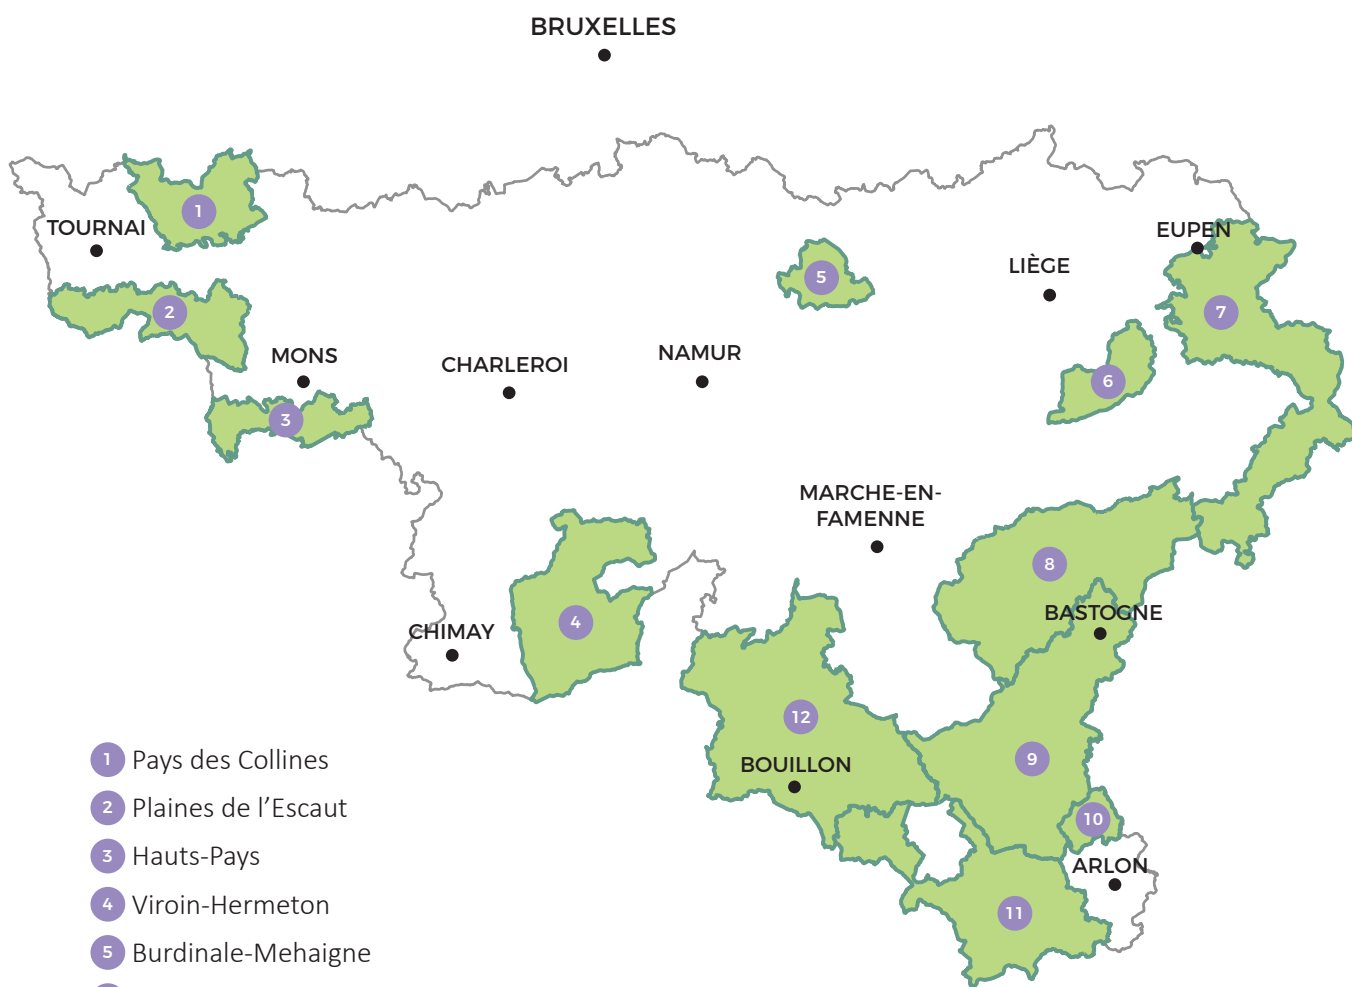 BRUXELLES
1
TOURNAI
EUPEN
LIÈGE
5
2
7
MONS
CHARLEROI
NAMUR
6
3
MARCHE-EN-
FAMENNE
8
BASTOGNE
4
CHIMAY
12
9
BOUILLON
10
ARLON
11
1 Pays des Collines
2 Plaines de l'Escaut
3 Hauts-Pays
4 Viroin-Hermeton
5 Burdinale-Mehaigne